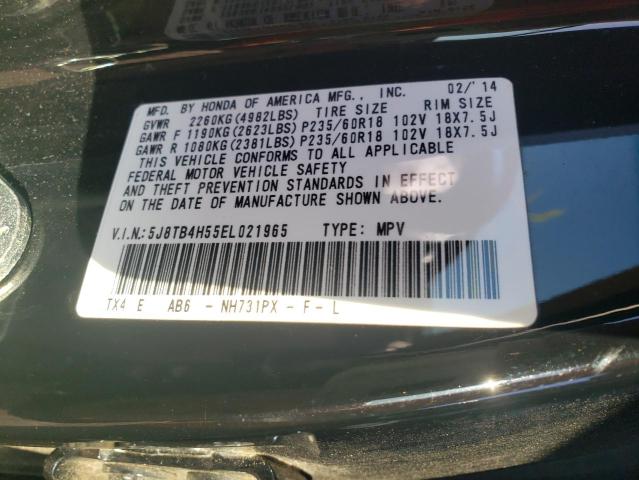 MFD. BY HONDA OF AMERICA MFG., INC. 02/'14
GVWR 2260KG(4982LBS) TIRE SIZE RIM SIZE
GAWR F 1190KG(2623LBS) P235/60R18 102V 18X7.5J
GAWR R 1080KG(2381LBS) P235/60R18 102V 18X7.5J
THIS VEHICLE CONFORMS TO ALL APPLICABLE
FEDERAL MOTOR VEHICLE SAFETY
AND THEFT PREVENTION STANDARDS IN EFFECT
ON THE DATE OF MANUFACTURE SHOWN ABOVE.
V.I.N.:5J8TB4H55EL021965 TYPE: MPV
TX4 E AB6 - NH731PX - F - L